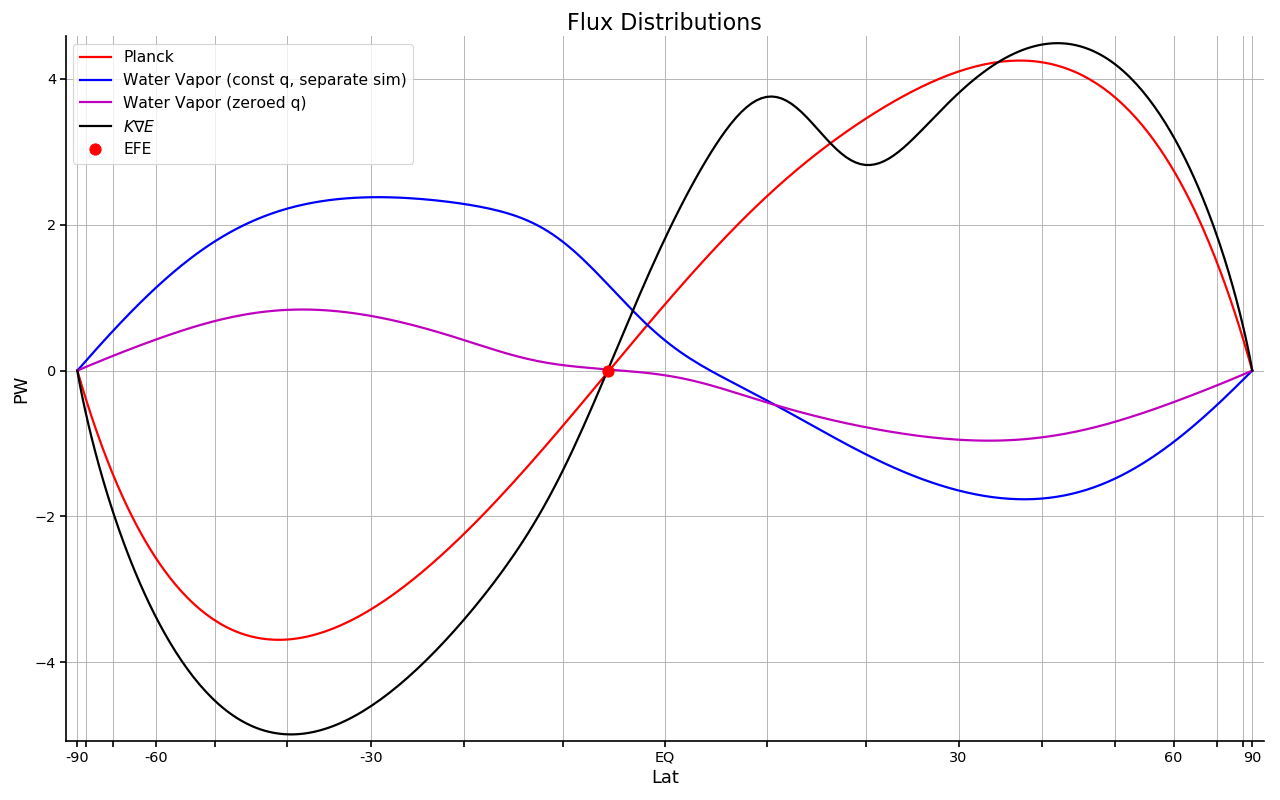 Flux Distributions
Planck
Water Vapor (const q, separate sim)
Water Vapor (zeroed q)
K∇E
EFE
PW
4
2
0
−2
−4
-90 -60 -30 EQ 30 60 90
Lat